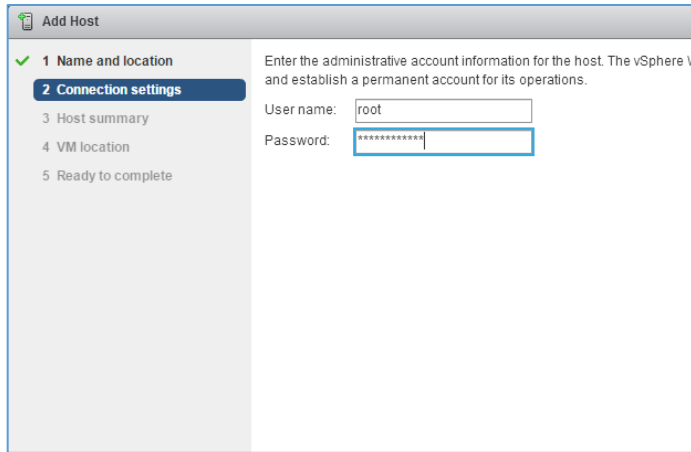 Add Host
1 Name and location
2 Connection settings
3 Host summary
4 VM location
5 Ready to complete
Enter the administrative account information for the host. The vSphere
and establish a permanent account for its operations.
User name: root
Password: ************